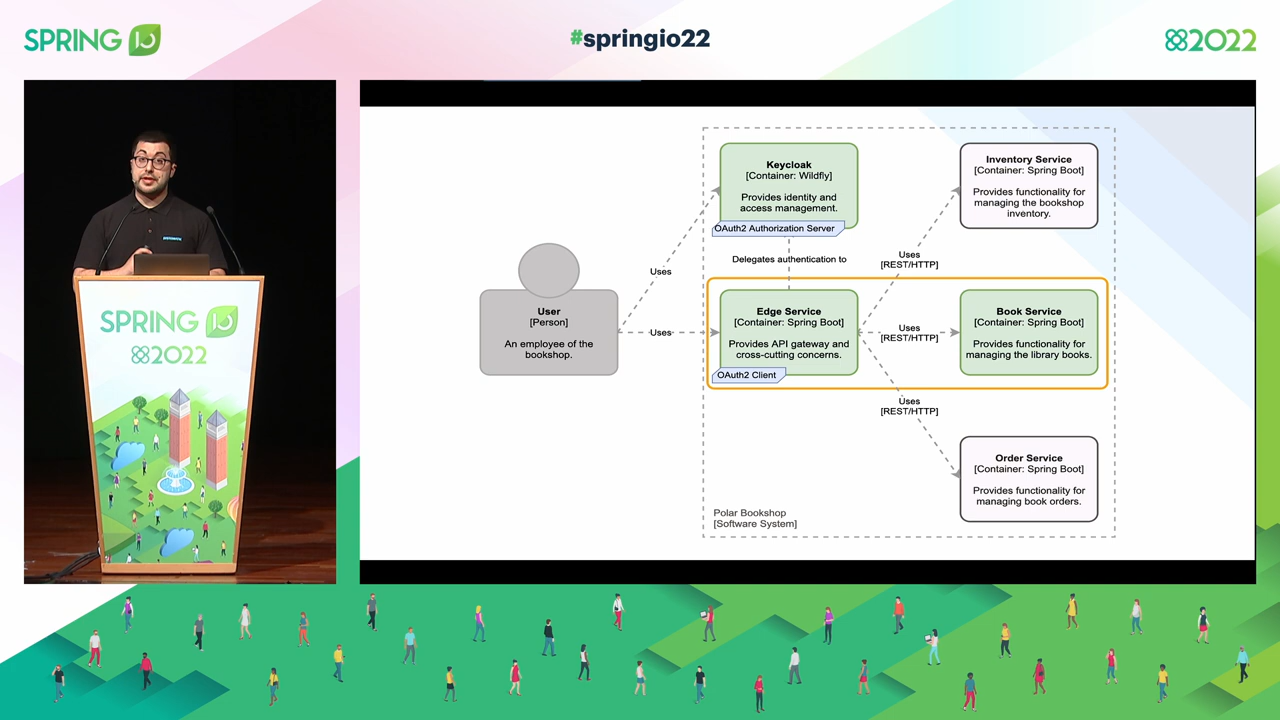 SPRING IO
#springio22
2022
SPRING IO
2022
Keycloak
[Container: Wildfly]
Provides identity and
access management.
OAuth2 Authorization Server
Inventory Service
[Container: Spring Boot]
Provides functionality for
managing the bookshop
inventory.
Uses
Delegates authentication to
Uses
[REST/HTTP]
User
[Person]
An employee of the
bookshop.
Uses
Edge Service
[Container: Spring Boot]
Provides API gateway and
cross-cutting concerns.
OAuth2 Client
Uses
[REST/HTTP]
Book Service
[Container: Spring Boot]
Provides functionality for
managing the library books.
Uses
[REST/HTTP]
Order Service
[Container: Spring Boot]
Provides functionality for
managing book orders.
Polar Bookshop
[Software System]